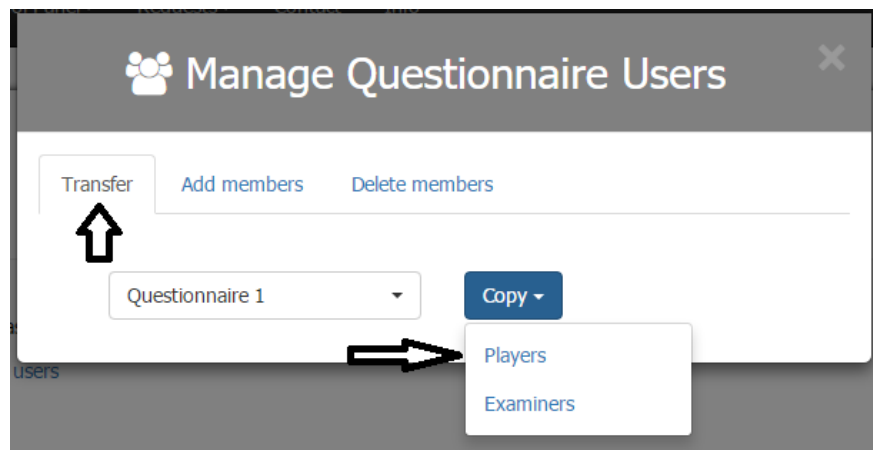 Manage Questionnaire Users
×
Transfer Add members Delete members
Questionnaire 1 Copy
Players
users
Examiners